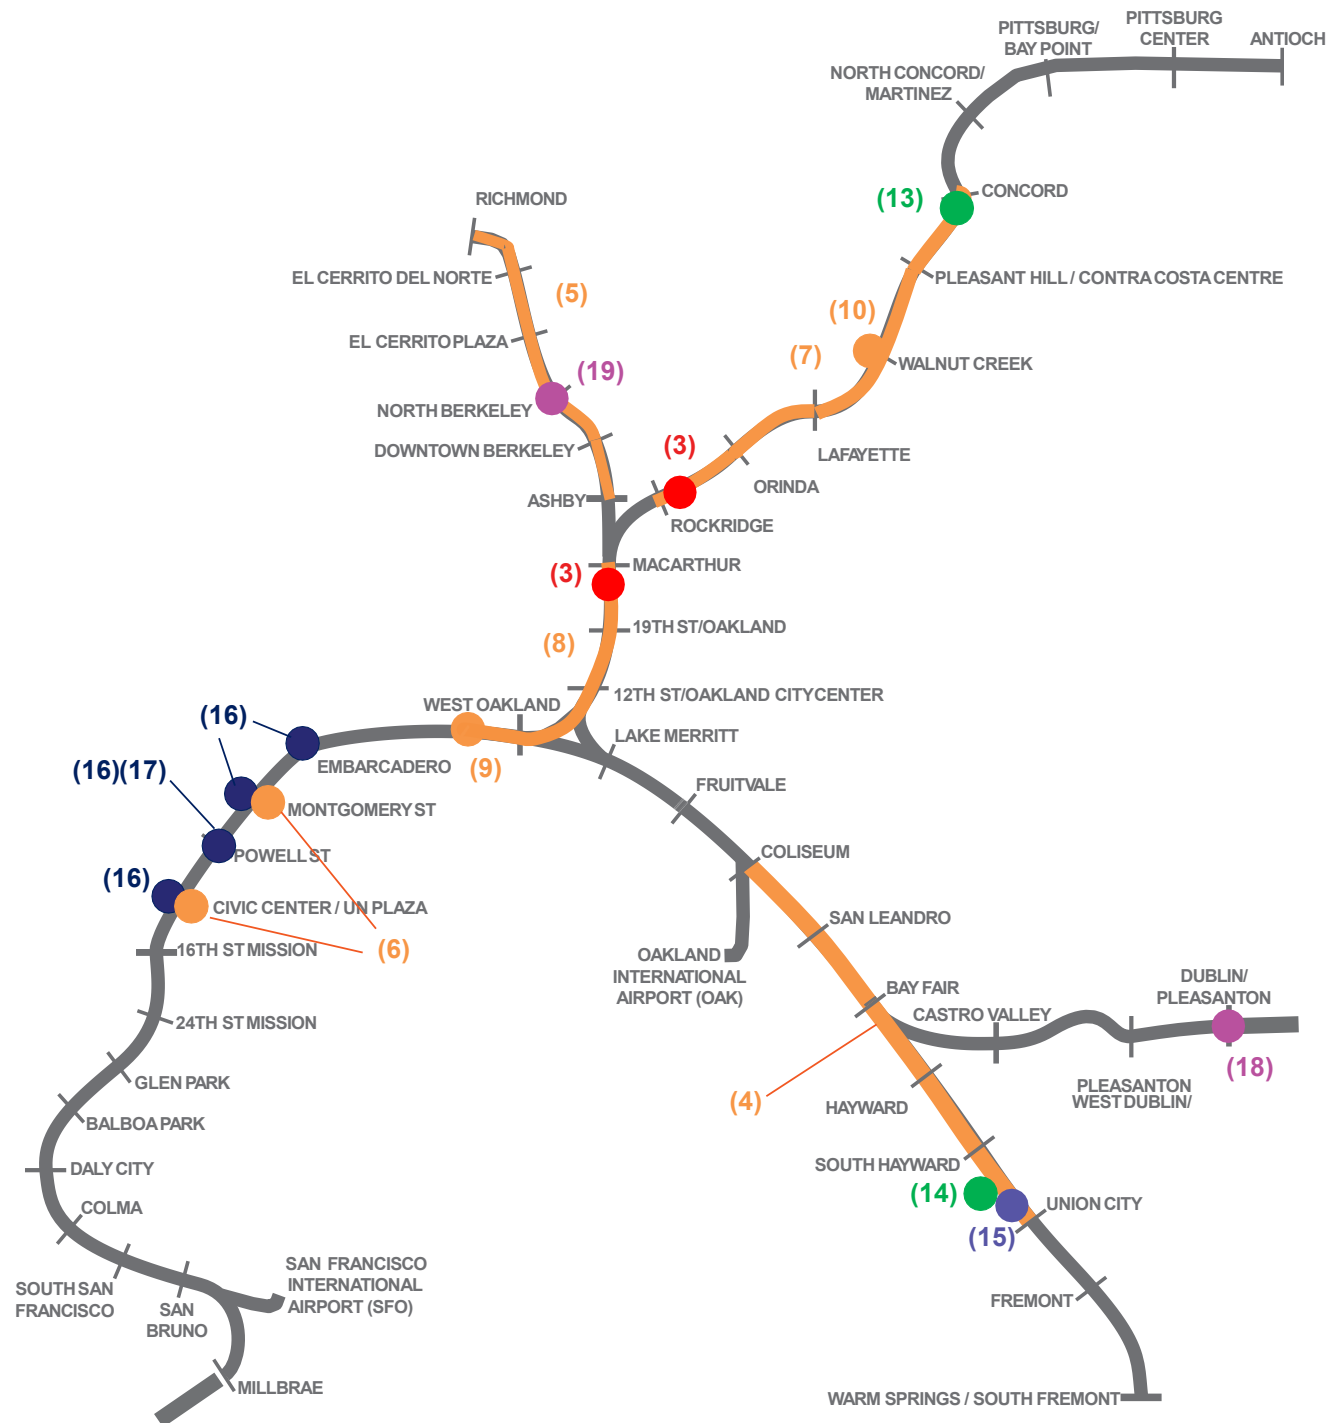 PITTSBURG/
BAY POINT
PITTSBURG
CENTER
ANTIOCH
NORTH CONCORD/
MARTINEZ
(13)
CONCORD
RICHMOND
EL CERRITO DEL NORTE
(5)
PLEASANT HILL / CONTRA COSTA CENTRE
(10)
EL CERRITO PLAZA
(7)
WALNUT CREEK
(19)
NORTH BERKELEY
DOWNTOWN BERKELEY
(3)
LAFAYETTE
ORINDA
ASHBY
ROCKRIDGE
(3)
MACARTHUR
19TH ST/OAKLAND
(8)
12TH ST/OAKLAND CITY CENTER
WEST OAKLAND
(16)
LAKE MERRITT
EMBARCADERO
(9)
(16)(17)
FRUITVALE
MONTGOMERY ST
POWELL ST
COLISEUM
(16)
CIVIC CENTER / UN PLAZA
SAN LEANDRO
16TH ST MISSION
(6)
OAKLAND
INTERNATIONAL
AIRPORT (OAK)
BAY FAIR
DUBLIN/
PLEASANTON
CASTRO VALLEY
24TH ST MISSION
(18)
GLEN PARK
(4)
PLEASANTON
WEST DUBLIN/
HAYWARD
BALBOA PARK
DALY CITY
SOUTH HAYWARD
(14)
UNION CITY
COLMA
(15)
SAN FRANCISCO
INTERNATIONAL
AIRPORT (SFO)
SOUTH SAN
FRANCISCO
SAN
BRUNO
FREMONT
MILLBRAE
WARM SPRINGS / SOUTH FREMONT